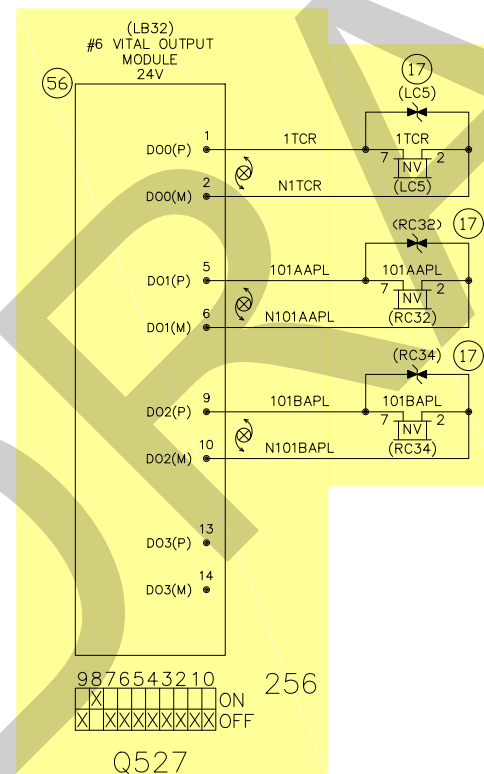 (LB32)
#6 VITAL OUTPUT
MODULE
24V
56
17
(LC5)
DO0(P) 1 1TCR 1TCR
7 NV 2
DO0(M) 2 N1TCR (LC5)
(RC32) 17
DO1(P) 5 101AAPL 101AAPL
7 NV 2
DO1(M) 6 N101AAPL (RC32)
(RC34) 17
DO2(P) 9 101BAPL 101BAPL
7 NV 2
DO2(M) 10 N101BAPL (RC34)
DO3(P) 13
DO3(M) 14
9876543210
X ON
X XXXXXXXX OFF
256
Q527